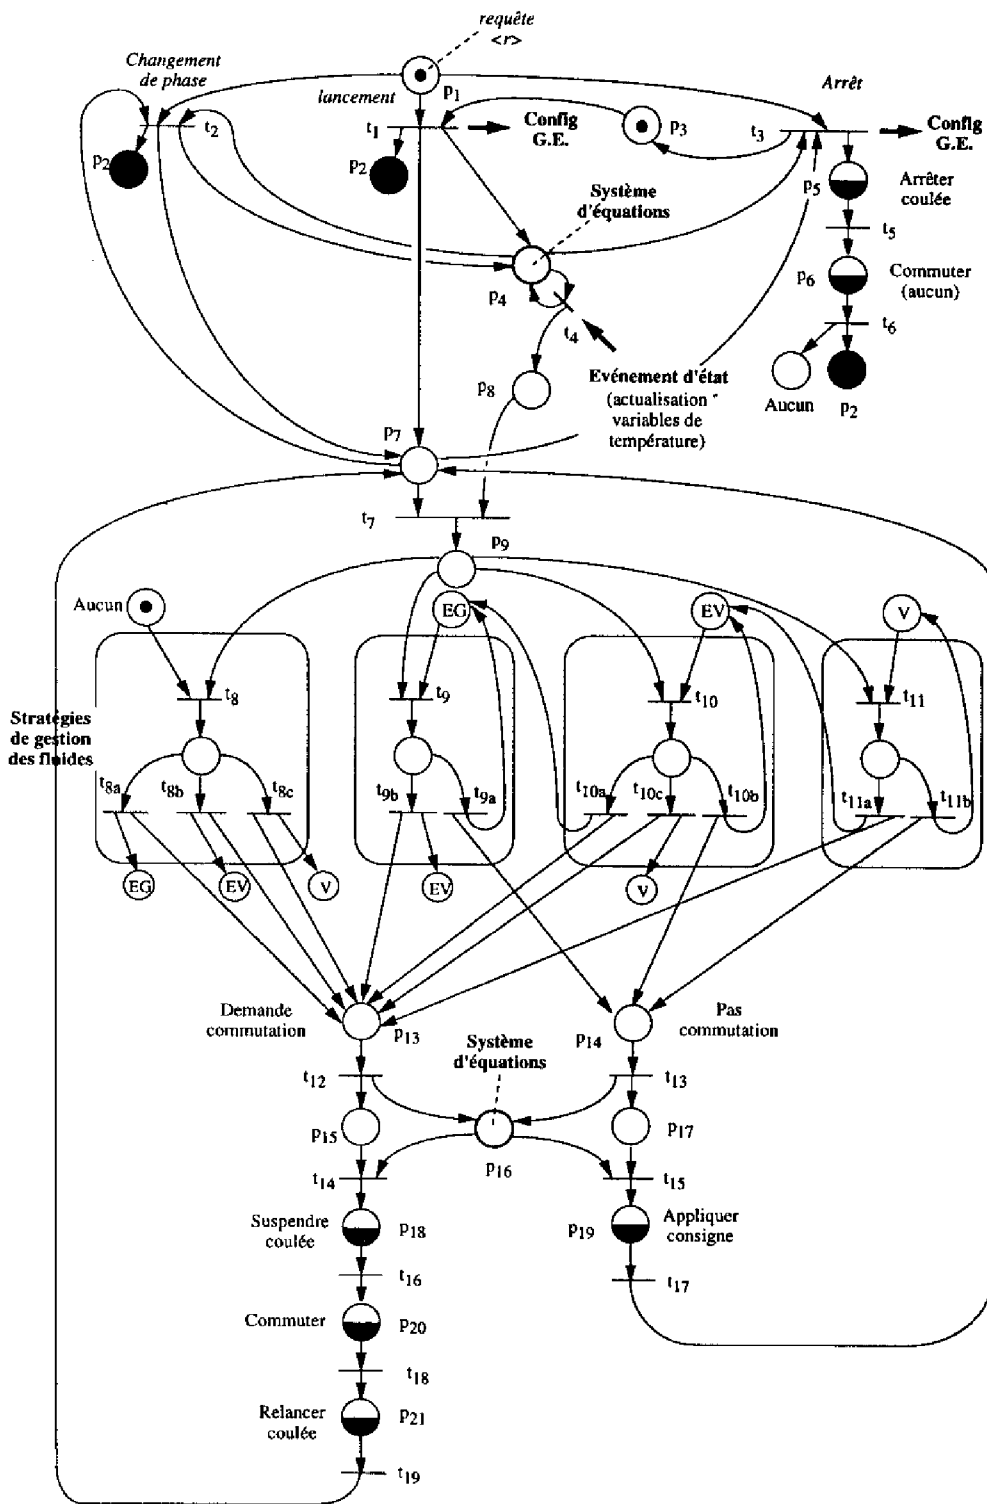 requête
<r>
Changement
de phase
lancement
Arrêt
p1
t2
t1
Config
G.E.
p3
t3
Config
G.E.
p2
p2
p5
Arrêter
coulée
Système
d'équations
t5
p4
p6
Commuter
(aucun)
t4
t6
p8
Evénement d'état
(actualisation
variables de
température)
Aucun
p2
p7
t7
p9
Aucun
EG
EV
V
t8
t9
t10
t11
Stratégies
de gestion
des fluides
t8a
t8b
t8c
t9b
t9a
t10a
t10c
t10b
t11a
t11b
EG
EV
V
EV
V
Demande
commutation
p13
Système
d'équations
p14
Pas
commutation
t12
t13
p15
p16
p17
t14
t15
Suspendre
coulée
p18
p19
Appliquer
consigne
t16
t17
Commuter
p20
t18
Relancer
coulée
p21
t19